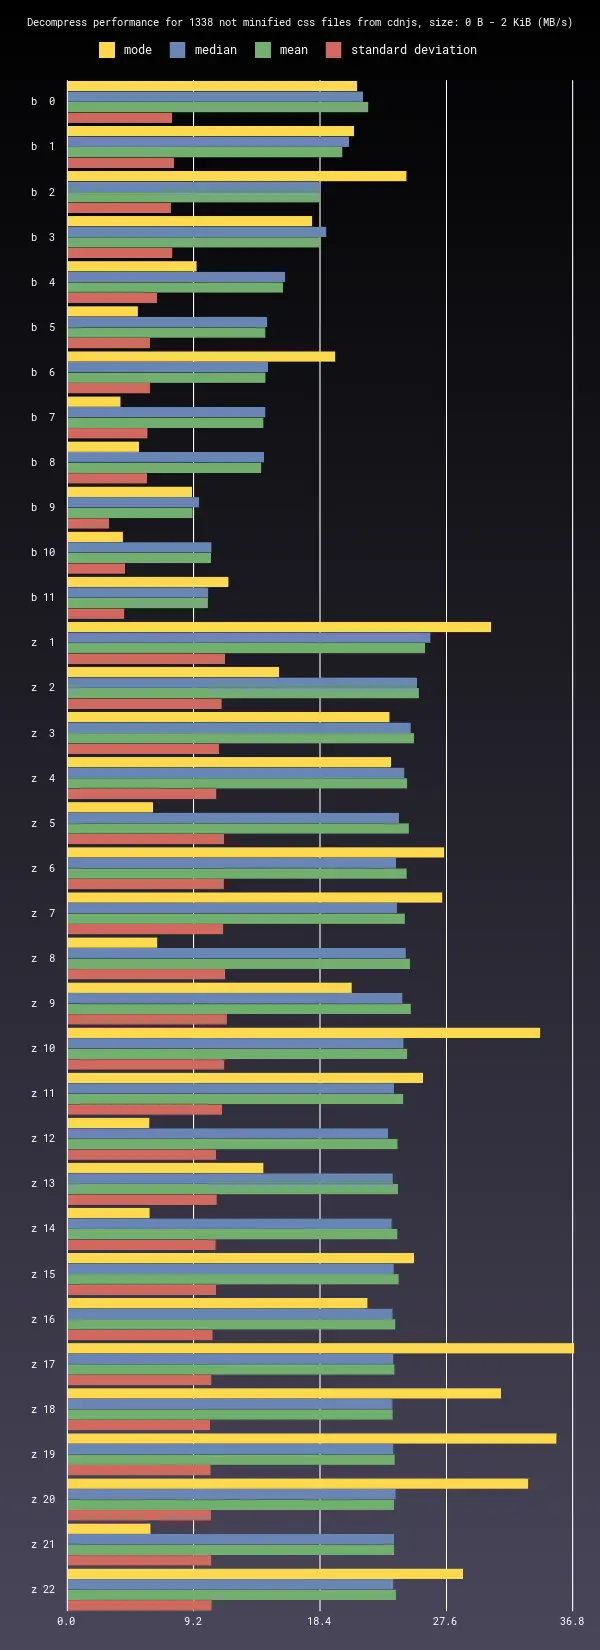 Decompress performance for 1338 not minified css files from cdnjs, size: 0 B - 2 KiB (MB/s)
mode median mean standard deviation
b 0
b 1
b 2
b 3
b 4
b 5
b 6
b 7
b 8
b 9
b 10
b 11
z 1
z 2
z 3
z 4
z 5
z 6
z 7
z 8
z 9
z 10
z 11
z 12
z 13
z 14
z 15
z 16
z 17
z 18
z 19
z 20
z 21
z 22
0.0 9.2 18.4 27.6 36.8